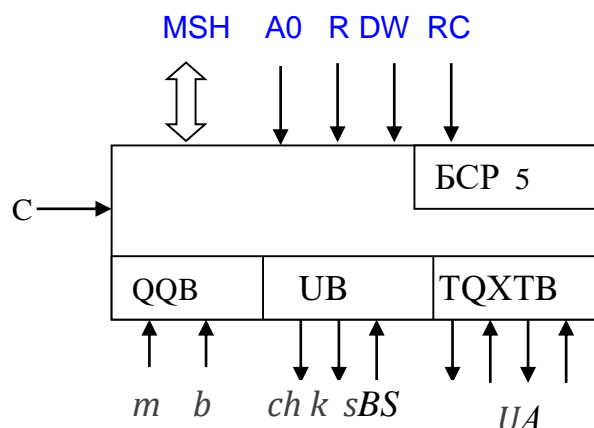 MSH A0 R DW RC
БСР 5
C
QQB UB TQXTB
m b ch k sBS UA